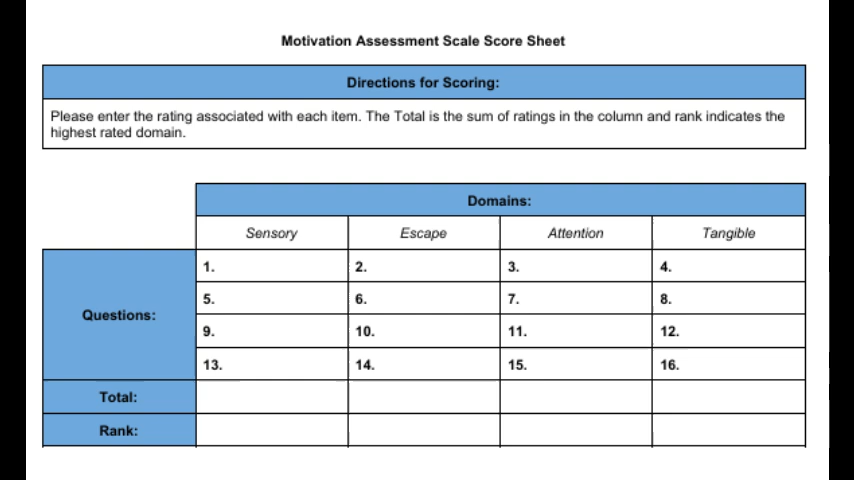 Motivation Assessment Scale Score Sheet
Directions for Scoring:
Please enter the rating associated with each item. The Total is the sum of ratings in the column and rank indicates the
highest rated domain.
Domains:
Sensory Escape Attention Tangible
Questions:
1. 2. 3. 4.
5. 6. 7. 8.
9. 10. 11. 12.
13. 14. 15. 16.
Total:
Rank: